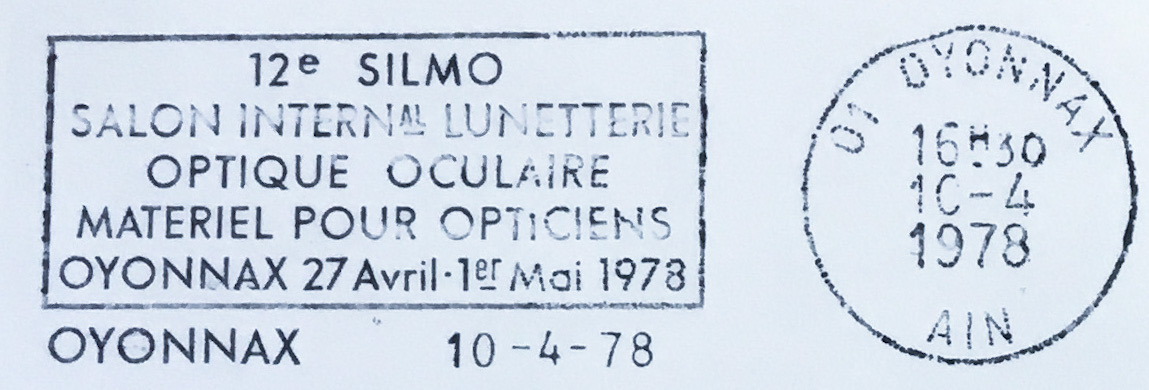 12e SILMO
SALON INTERNAL LUNETTERIE
OPTIQUE OCULAIRE
MATERIEL POUR OPTICIENS
OYONNAX 27 Avril·1er Mai 1978
OYONNAX 10-4-78
01 OYONNAX
16H30
10-4
1978
AIN